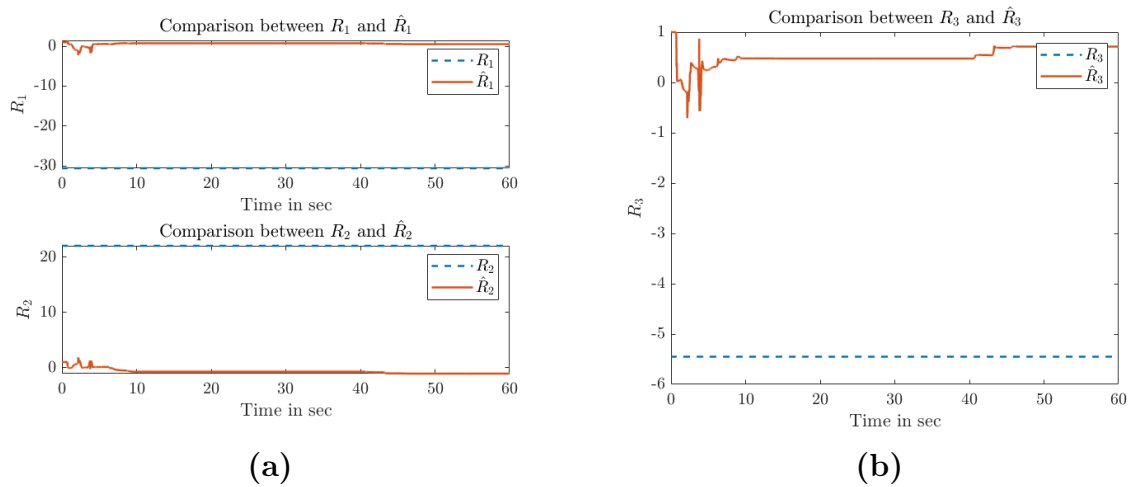 Comparison between R₁ and R̂₁
0
-10
-20
-30
R₁
R₁
R̂₁
0 10 20 30 40 50 60
Time in sec
Comparison between R₂ and R̂₂
20
10
0
R₂
R₂
R̂₂
0 10 20 30 40 50 60
Time in sec
(a)
Comparison between R₃ and R̂₃
1
0
-1
-2
-3
-4
-5
-6
R₃
R₃
R̂₃
0 10 20 30 40 50 60
Time in sec
(b)